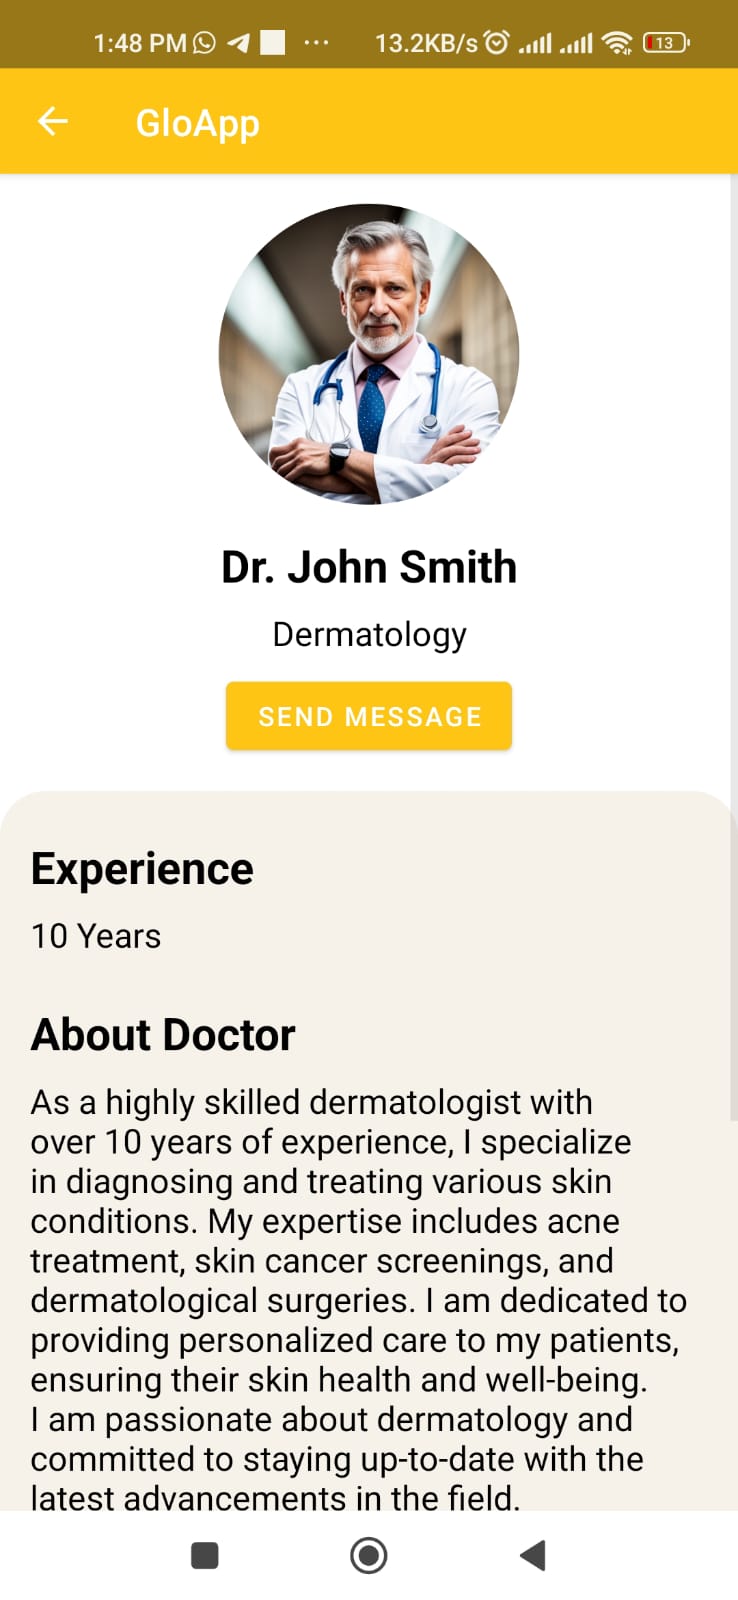 1:48 PM 13.2KB/s 13
GloApp
Dr. John Smith
Dermatology
SEND MESSAGE
Experience
10 Years
About Doctor
As a highly skilled dermatologist with
over 10 years of experience, I specialize
in diagnosing and treating various skin
conditions. My expertise includes acne
treatment, skin cancer screenings, and
dermatological surgeries. I am dedicated to
providing personalized care to my patients,
ensuring their skin health and well-being.
I am passionate about dermatology and
committed to staying up-to-date with the
latest advancements in the field.